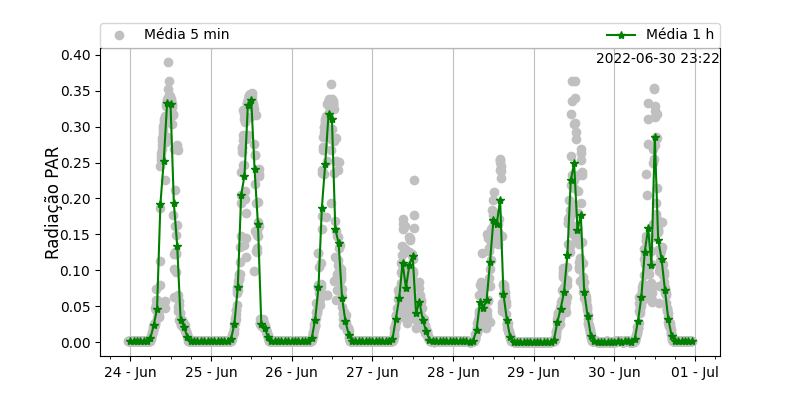 Média 5 min
Média 1 h
2022-06-30 23:22
Radiação PAR
0.40
0.35
0.30
0.25
0.20
0.15
0.10
0.05
0.00
24 - Jun
25 - Jun
26 - Jun
27 - Jun
28 - Jun
29 - Jun
30 - Jun
01 - Jul